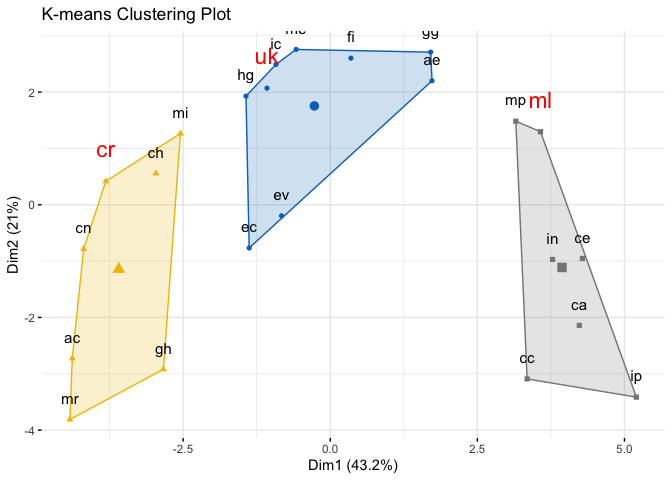 K-means Clustering Plot
fi
gg
ic
uk
ae
hg
mp
ml
mi
cr
ch
ev
cn
ec
in
ce
ca
ac
gh
cc
ip
mr
2
0
-2
-4
-2.5
0.0
2.5
5.0
Dim1 (43.2%)
Dim2 (21%)